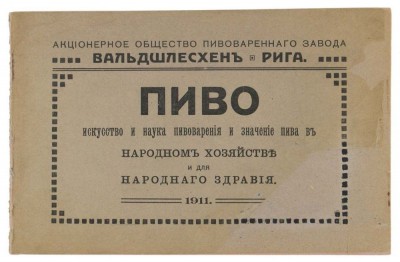 АКЦІОНЕРНОЕ ОБЩЕСТВО ПИВОВАРЕННАГО ЗАВОДА
ВАЛЬДШЛЕСХЕНЪ РИГА.
ПИВО
искусство и наука пивоваренія и значеніе пива въ
НАРОДНОМЪ ХОЗЯЙСТВѢ
и для
НАРОДНАГО ЗДРАВІЯ.
1911.